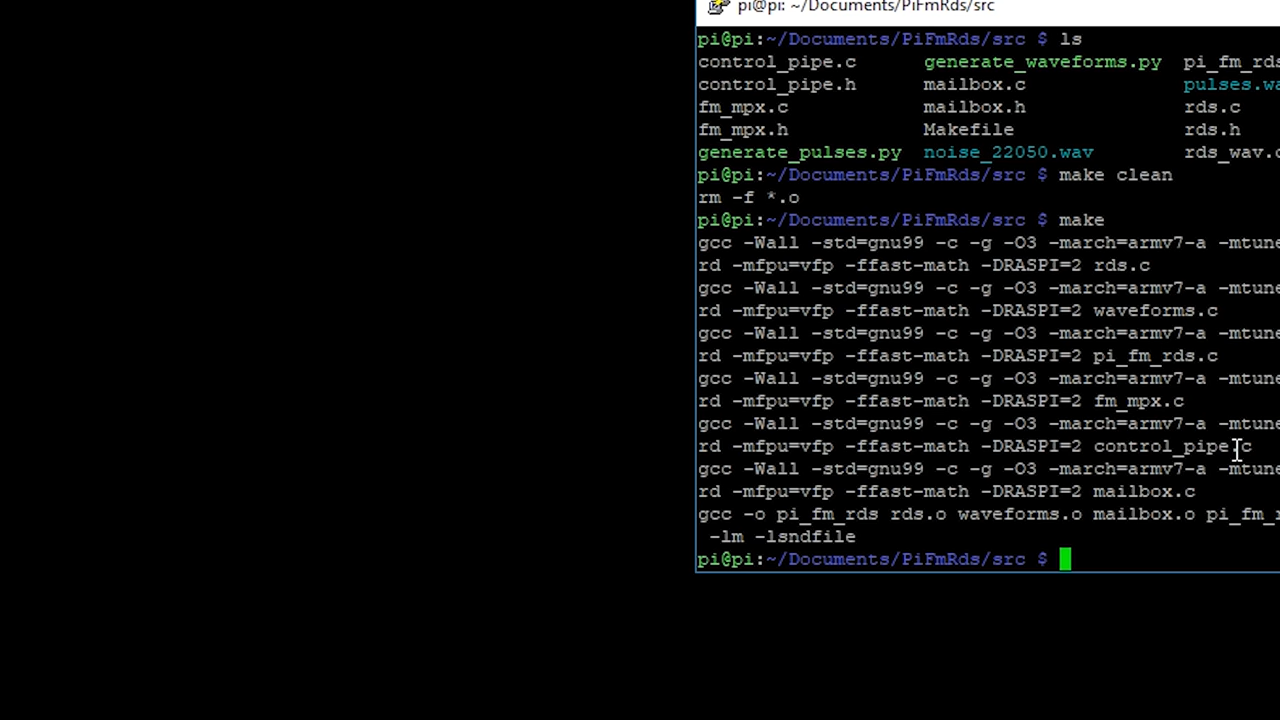 pi@pi: ~/Documents/PiFmRds/src
pi@pi:~/Documents/PiFmRds/src $ ls
control_pipe.c generate_waveforms.py pi_fm_rds
control_pipe.h mailbox.c pulses.wa
fm_mpx.c mailbox.h rds.c
fm_mpx.h Makefile rds.h
generate_pulses.py noise_22050.wav rds_wav.c
pi@pi:~/Documents/PiFmRds/src $ make clean
rm -f *.o
pi@pi:~/Documents/PiFmRds/src $ make
gcc -Wall -std=gnu99 -c -g -O3 -march=armv7-a -mtune
rd -mfpu=vfp -ffast-math -DRASPI=2 rds.c
gcc -Wall -std=gnu99 -c -g -O3 -march=armv7-a -mtune
rd -mfpu=vfp -ffast-math -DRASPI=2 waveforms.c
gcc -Wall -std=gnu99 -c -g -O3 -march=armv7-a -mtune
rd -mfpu=vfp -ffast-math -DRASPI=2 pi_fm_rds.c
gcc -Wall -std=gnu99 -c -g -O3 -march=armv7-a -mtune
rd -mfpu=vfp -ffast-math -DRASPI=2 fm_mpx.c
gcc -Wall -std=gnu99 -c -g -O3 -march=armv7-a -mtune
rd -mfpu=vfp -ffast-math -DRASPI=2 control_pipe.c
gcc -Wall -std=gnu99 -c -g -O3 -march=armv7-a -mtune
rd -mfpu=vfp -ffast-math -DRASPI=2 mailbox.c
gcc -o pi_fm_rds rds.o waveforms.o mailbox.o pi_fm_r
-lm -lsndfile
pi@pi:~/Documents/PiFmRds/src $